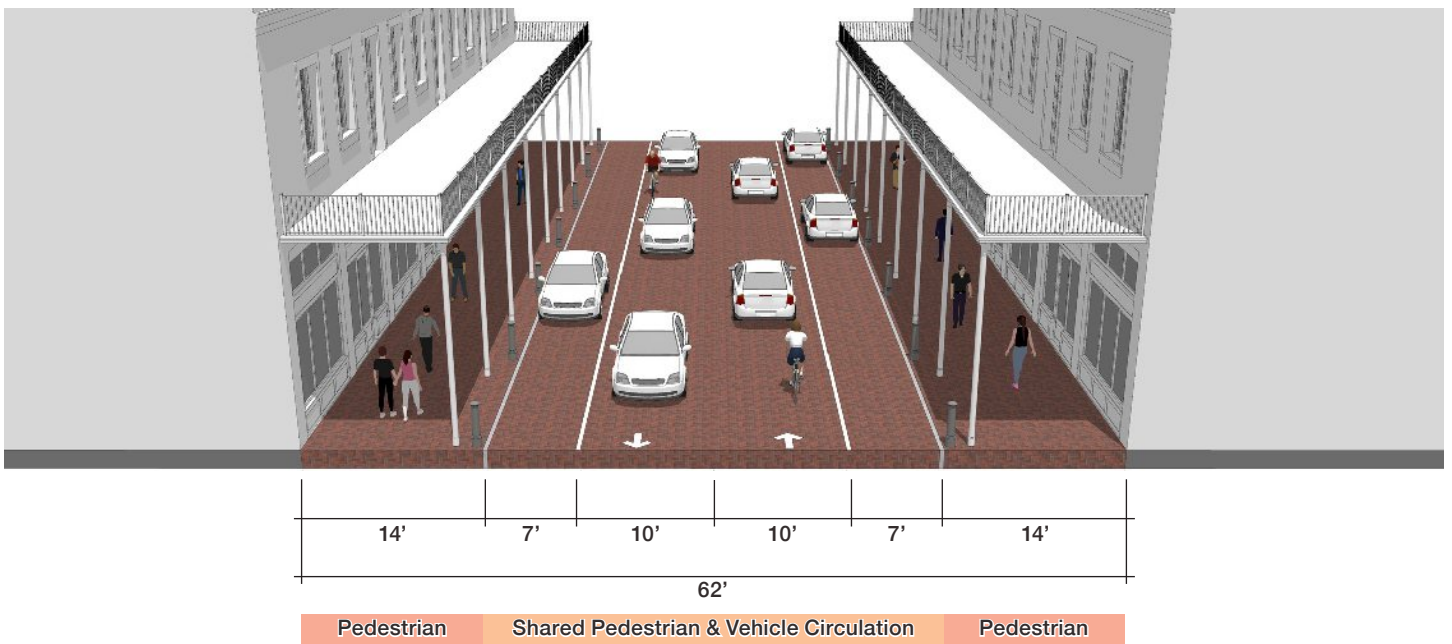 14’ 7’ 10’ 10’ 7’ 14’
62’
Pedestrian Shared Pedestrian & Vehicle Circulation Pedestrian